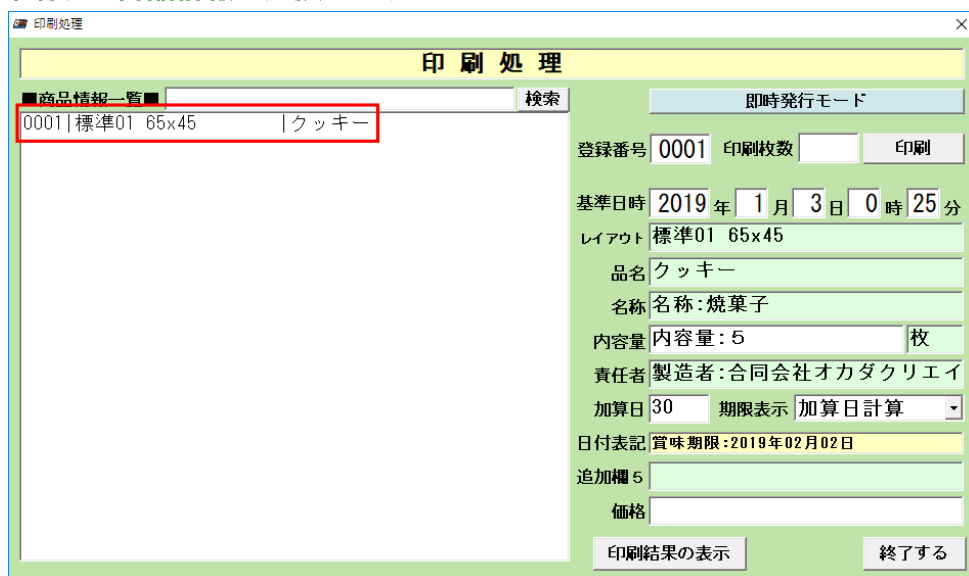 印刷処理
印 刷 処 理
■商品情報一覧■ 検索
0001|標準01 65x45 |クッキー
即時発行モード
登録番号 0001 印刷枚数 印刷
基準日時 2019 年 1 月 3 日 0 時 25 分
レイアウト 標準01 65x45
品名 クッキー
名称 名称:焼菓子
内容量 内容量:5 枚
責任者 製造者:合同会社オカダクリエイ
加算日 30 期限表示 加算日計算
日付表記 賞味期限:2019年02月02日
追加欄5
価格
印刷結果の表示 終了する